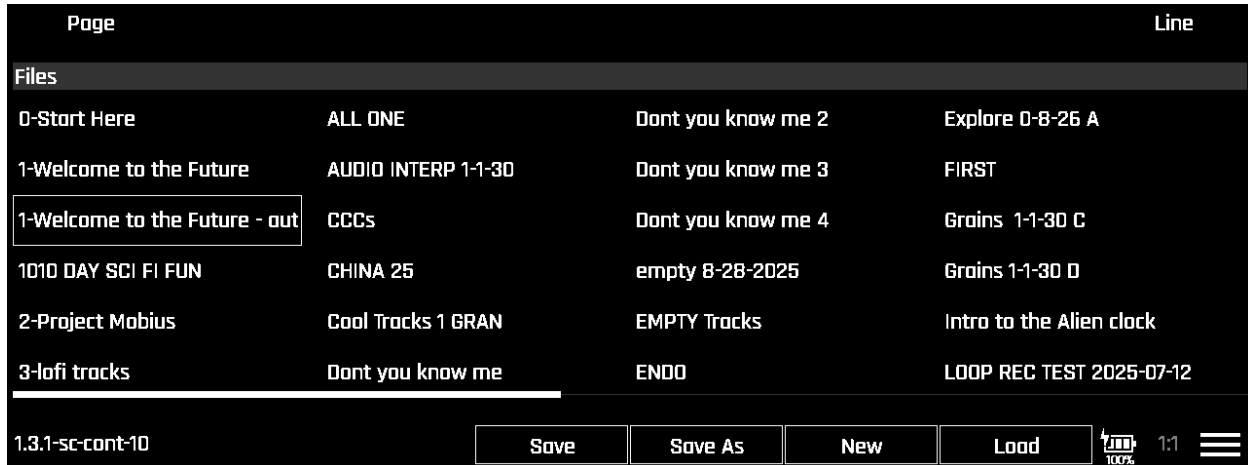 Page Line
Files
0-Start Here ALL ONE Dont you know me 2 Explore 0-8-26 A
1-Welcome to the Future AUDIO INTERP 1-1-30 Dont you know me 3 FIRST
1-Welcome to the Future - aut CCCs Dont you know me 4 Grains 1-1-30 C
1010 DAY SCI FI FUN CHINA 25 empty 8-28-2025 Grains 1-1-30 D
2-Project Mobius Cool Tracks 1 GRAN EMPTY Tracks Intro to the Alien clock
3-lofi tracks Dont you know me ENDO LOOP REC TEST 2025-07-12
1.3.1-sc-cont-10 Save Save As New Load 100% 1:1